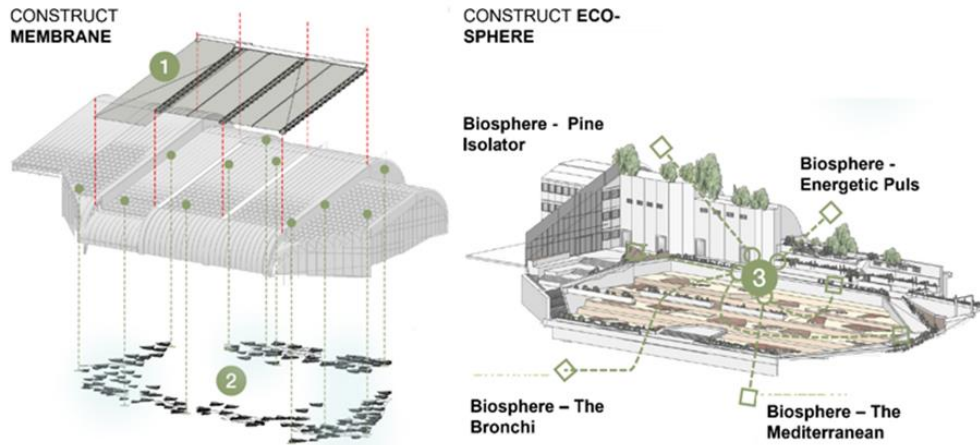 CONSTRUCT
MEMBRANE
1
2
CONSTRUCT ECO-
SPHERE
Biosphere - Pine
Isolator
Biosphere -
Energetic Puls
3
Biosphere – The
Bronchi
Biosphere – The
Mediterranean